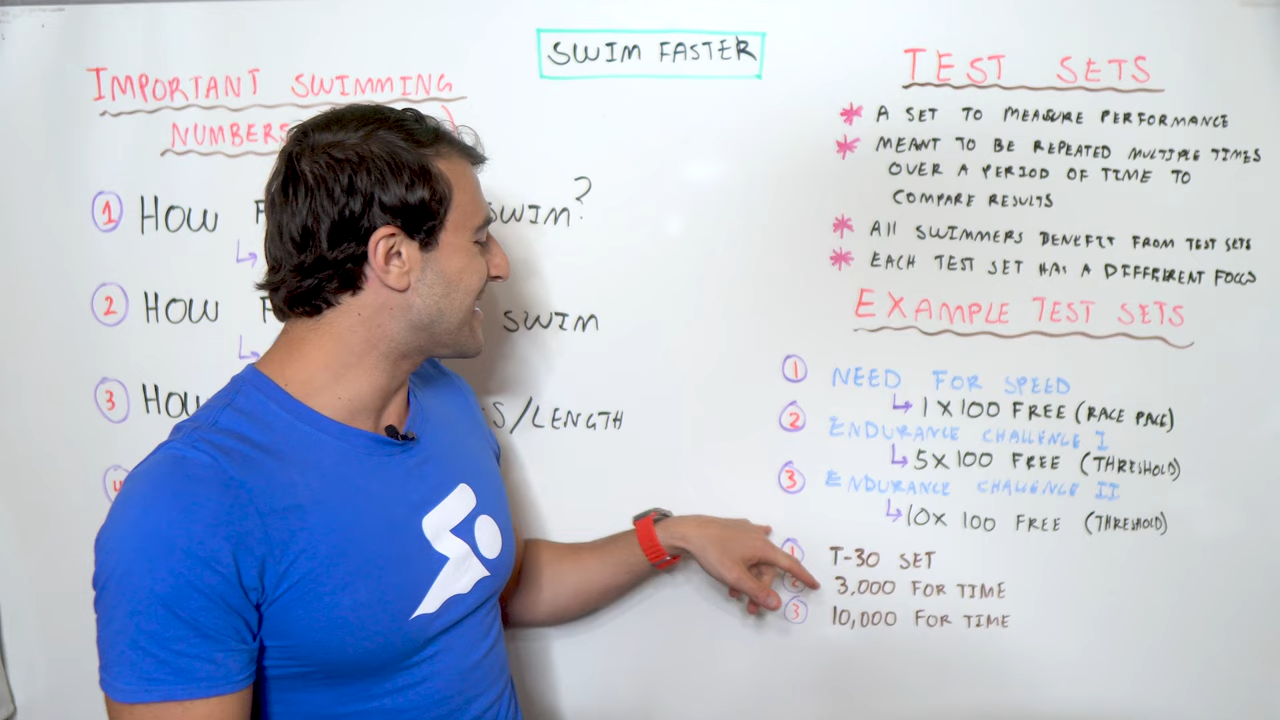 SWIM FASTER
IMPORTANT SWIMMING
NUMBERS
1 HOW SWIM?
2 HOW SWIM
3 HOW S/LENGTH
4
TEST SETS
* A SET TO MEASURE PERFORMANCE
* MEANT TO BE REPEATED MULTIPLE TIMES
OVER A PERIOD OF TIME TO
COMPARE RESULTS
* All SWIMMERS BENEFIT FROM TEST SETS
* EACH TEST SET HAS A DIFFERENT FOCUS
EXAMPLE TEST SETS
1 NEED FOR SPEED
↳ 1 X 100 FREE (RACE PACE)
2 ENDURANCE CHALLENGE I
↳ 5 X 100 FREE (THRESHOLD)
3 ENDURANCE CHALLENGE II
↳ 10 X 100 FREE (THRESHOLD)
1 T-30 SET
2 3,000 FOR TIME
3 10,000 FOR TIME